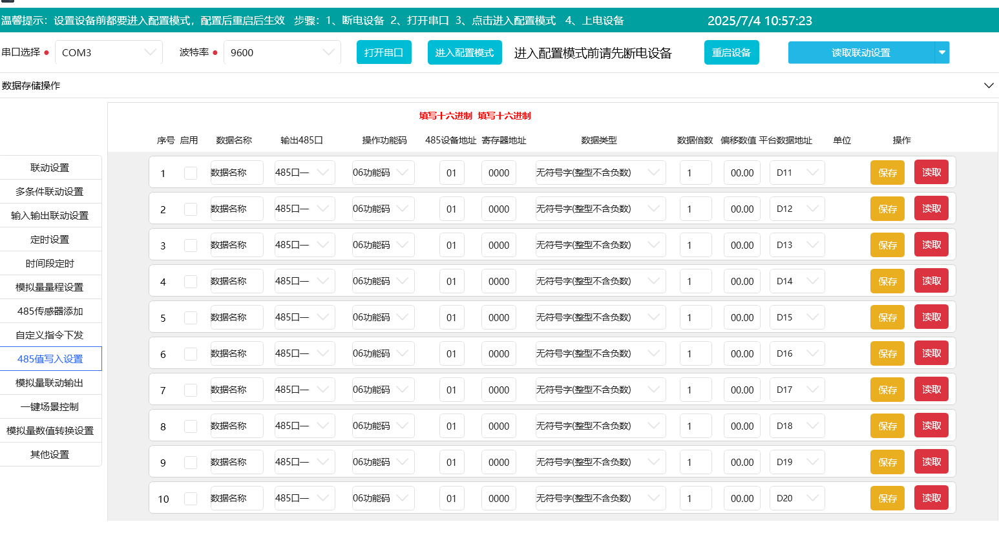 温馨提示：设置设备前都要进入配置模式，配置后重启后生效 步骤：1、断电设备 2、打开串口 3、点击进入配置模式 4、上电设备 2025/7/4 10:57:23
串口选择 COM3 波特率 9600 打开串口 进入配置模式 进入配置模式前请先断电设备 重启设备 读取联动设置
数据存储操作
填写十六进制 填写十六进制
序号 启用 数据名称 输出485口 操作功能码 485设备地址 寄存器地址 数据类型 数据倍数 偏移数值 平台数据地址 单位 操作
联动设置
多条件联动设置
输入输出联动设置
定时设置
时间段定时
模拟量量程设置
485传感器添加
自定义指令下发
485值写入设置
模拟量联动输出
一键场景控制
模拟量数值转换设置
其他设置
1 数据名称 485口一 06功能码 01 0000 无符号字(整型不含负数) 1 00.00 D11 保存 读取
2 数据名称 485口一 06功能码 01 0000 无符号字(整型不含负数) 1 00.00 D12 保存 读取
3 数据名称 485口一 06功能码 01 0000 无符号字(整型不含负数) 1 00.00 D13 保存 读取
4 数据名称 485口一 06功能码 01 0000 无符号字(整型不含负数) 1 00.00 D14 保存 读取
5 数据名称 485口一 06功能码 01 0000 无符号字(整型不含负数) 1 00.00 D15 保存 读取
6 数据名称 485口一 06功能码 01 0000 无符号字(整型不含负数) 1 00.00 D16 保存 读取
7 数据名称 485口一 06功能码 01 0000 无符号字(整型不含负数) 1 00.00 D17 保存 读取
8 数据名称 485口一 06功能码 01 0000 无符号字(整型不含负数) 1 00.00 D18 保存 读取
9 数据名称 485口一 06功能码 01 0000 无符号字(整型不含负数) 1 00.00 D19 保存 读取
10 数据名称 485口一 06功能码 01 0000 无符号字(整型不含负数) 1 00.00 D20 保存 读取